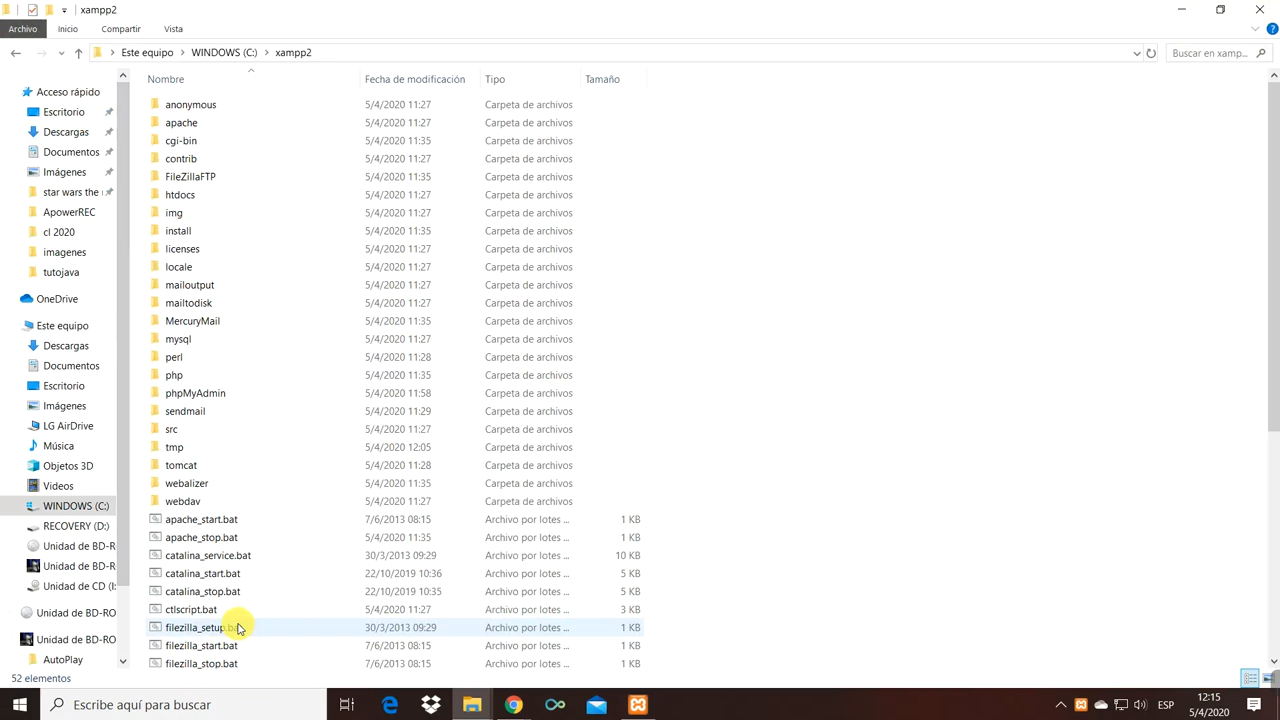 xampp2
Archivo Inicio Compartir Vista
Este equipo > WINDOWS (C:) > xampp2
Buscar en xamp...
Nombre Fecha de modificación Tipo Tamaño
Acceso rápido
Escritorio
Descargas
Documentos
Imágenes
star wars the
ApowerREC
cl 2020
imagenes
tutojava
OneDrive
Este equipo
Descargas
Documentos
Escritorio
Imágenes
LG AirDrive
Música
Objetos 3D
Videos
WINDOWS (C:)
RECOVERY (D:)
Unidad de BD-R
Unidad de BD-R
Unidad de CD (I:
Unidad de BD-RO
Unidad de BD-RO
AutoPlay
anonymous 5/4/2020 11:27 Carpeta de archivos
apache 5/4/2020 11:27 Carpeta de archivos
cgi-bin 5/4/2020 11:35 Carpeta de archivos
contrib 5/4/2020 11:27 Carpeta de archivos
FileZillaFTP 5/4/2020 11:35 Carpeta de archivos
htdocs 5/4/2020 11:27 Carpeta de archivos
img 5/4/2020 11:27 Carpeta de archivos
install 5/4/2020 11:35 Carpeta de archivos
licenses 5/4/2020 11:27 Carpeta de archivos
locale 5/4/2020 11:27 Carpeta de archivos
mailoutput 5/4/2020 11:27 Carpeta de archivos
mailtodisk 5/4/2020 11:27 Carpeta de archivos
MercuryMail 5/4/2020 11:35 Carpeta de archivos
mysql 5/4/2020 11:27 Carpeta de archivos
perl 5/4/2020 11:28 Carpeta de archivos
php 5/4/2020 11:35 Carpeta de archivos
phpMyAdmin 5/4/2020 11:58 Carpeta de archivos
sendmail 5/4/2020 11:29 Carpeta de archivos
src 5/4/2020 11:27 Carpeta de archivos
tmp 5/4/2020 12:05 Carpeta de archivos
tomcat 5/4/2020 11:28 Carpeta de archivos
webalizer 5/4/2020 11:35 Carpeta de archivos
webdav 5/4/2020 11:27 Carpeta de archivos
apache_start.bat 7/6/2013 08:15 Archivo por lotes ... 1 KB
apache_stop.bat 5/4/2020 11:35 Archivo por lotes ... 1 KB
catalina_service.bat 30/3/2013 09:29 Archivo por lotes ... 10 KB
catalina_start.bat 22/10/2019 10:36 Archivo por lotes ... 5 KB
catalina_stop.bat 22/10/2019 10:35 Archivo por lotes ... 5 KB
ctlscript.bat 5/4/2020 11:27 Archivo por lotes ... 3 KB
filezilla_setup.bat 30/3/2013 09:29 Archivo por lotes ... 1 KB
filezilla_start.bat 7/6/2013 08:15 Archivo por lotes ... 1 KB
filezilla_stop.bat 7/6/2013 08:15 Archivo por lotes ... 1 KB
52 elementos
Escribe aquí para buscar
ESP
12:15
5/4/2020